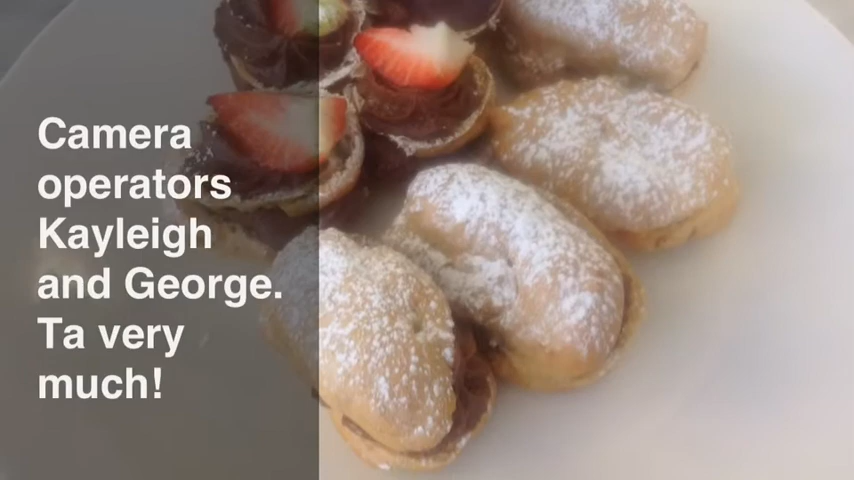 Camera
operators
Kayleigh
and George.
Ta very
much!